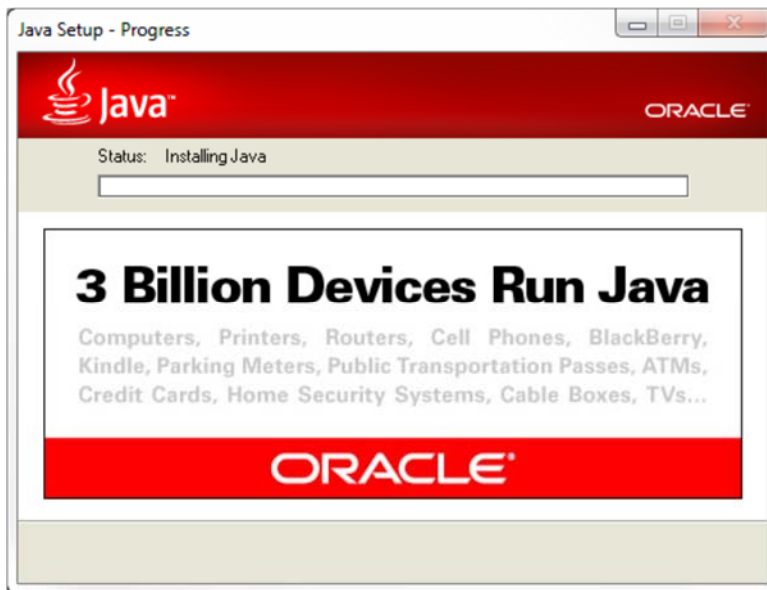 Java Setup - Progress
Java™
ORACLE®
Status: Installing Java
3 Billion Devices Run Java
Computers, Printers, Routers, Cell Phones, BlackBerry,
Kindle, Parking Meters, Public Transportation Passes, ATMs,
Credit Cards, Home Security Systems, Cable Boxes, TVs...
ORACLE®